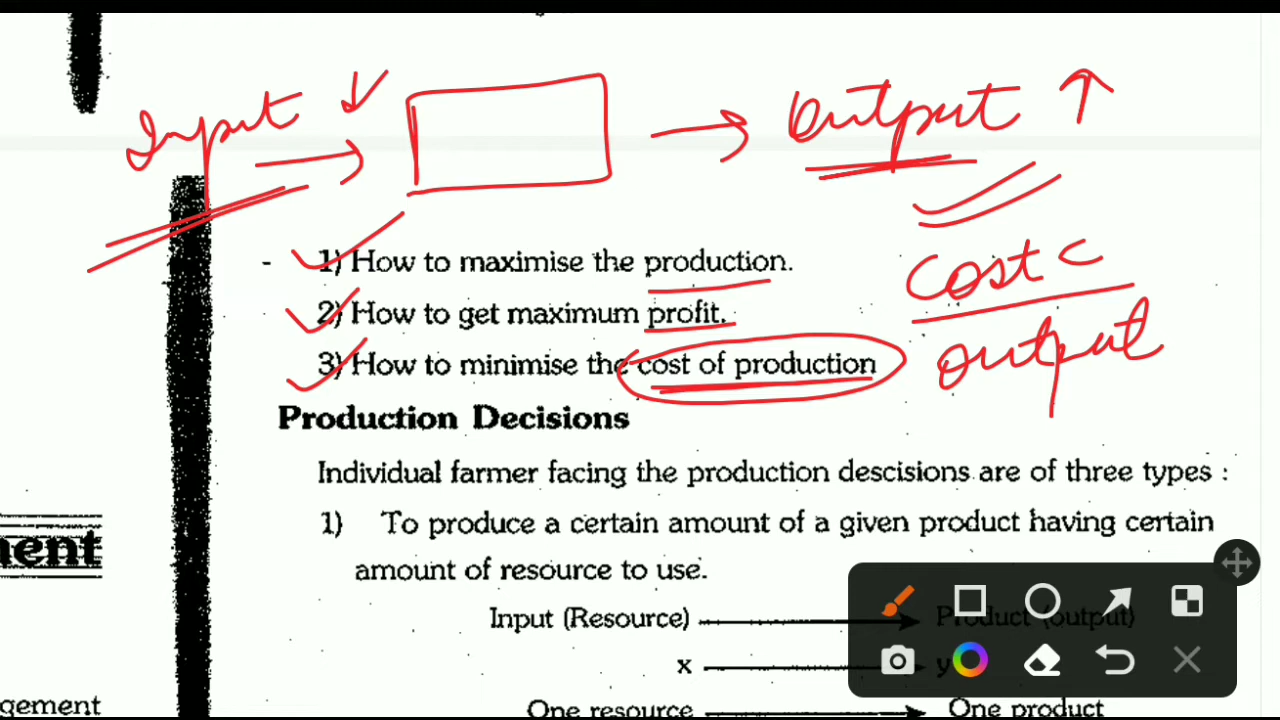 Input
Output
- 1) How to maximise the production.
cost c
2) How to get maximum profit.
output
3) How to minimise the cost of production
Production Decisions
Individual farmer facing the production descisions are of three types :
1) To produce a certain amount of a given product having certain
ment
amount of resource to use.
Input (Resource) Product (output)
x y
gement
One resource One product